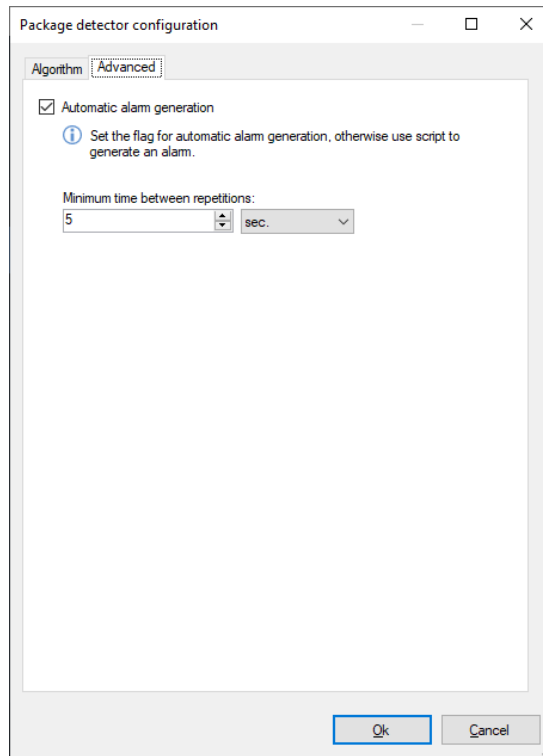 Package detector configuration
Algorithm
Advanced
Automatic alarm generation
Set the flag for automatic alarm generation, otherwise use script to
generate an alarm.
Minimum time between repetitions:
5
sec.
Ok
Cancel